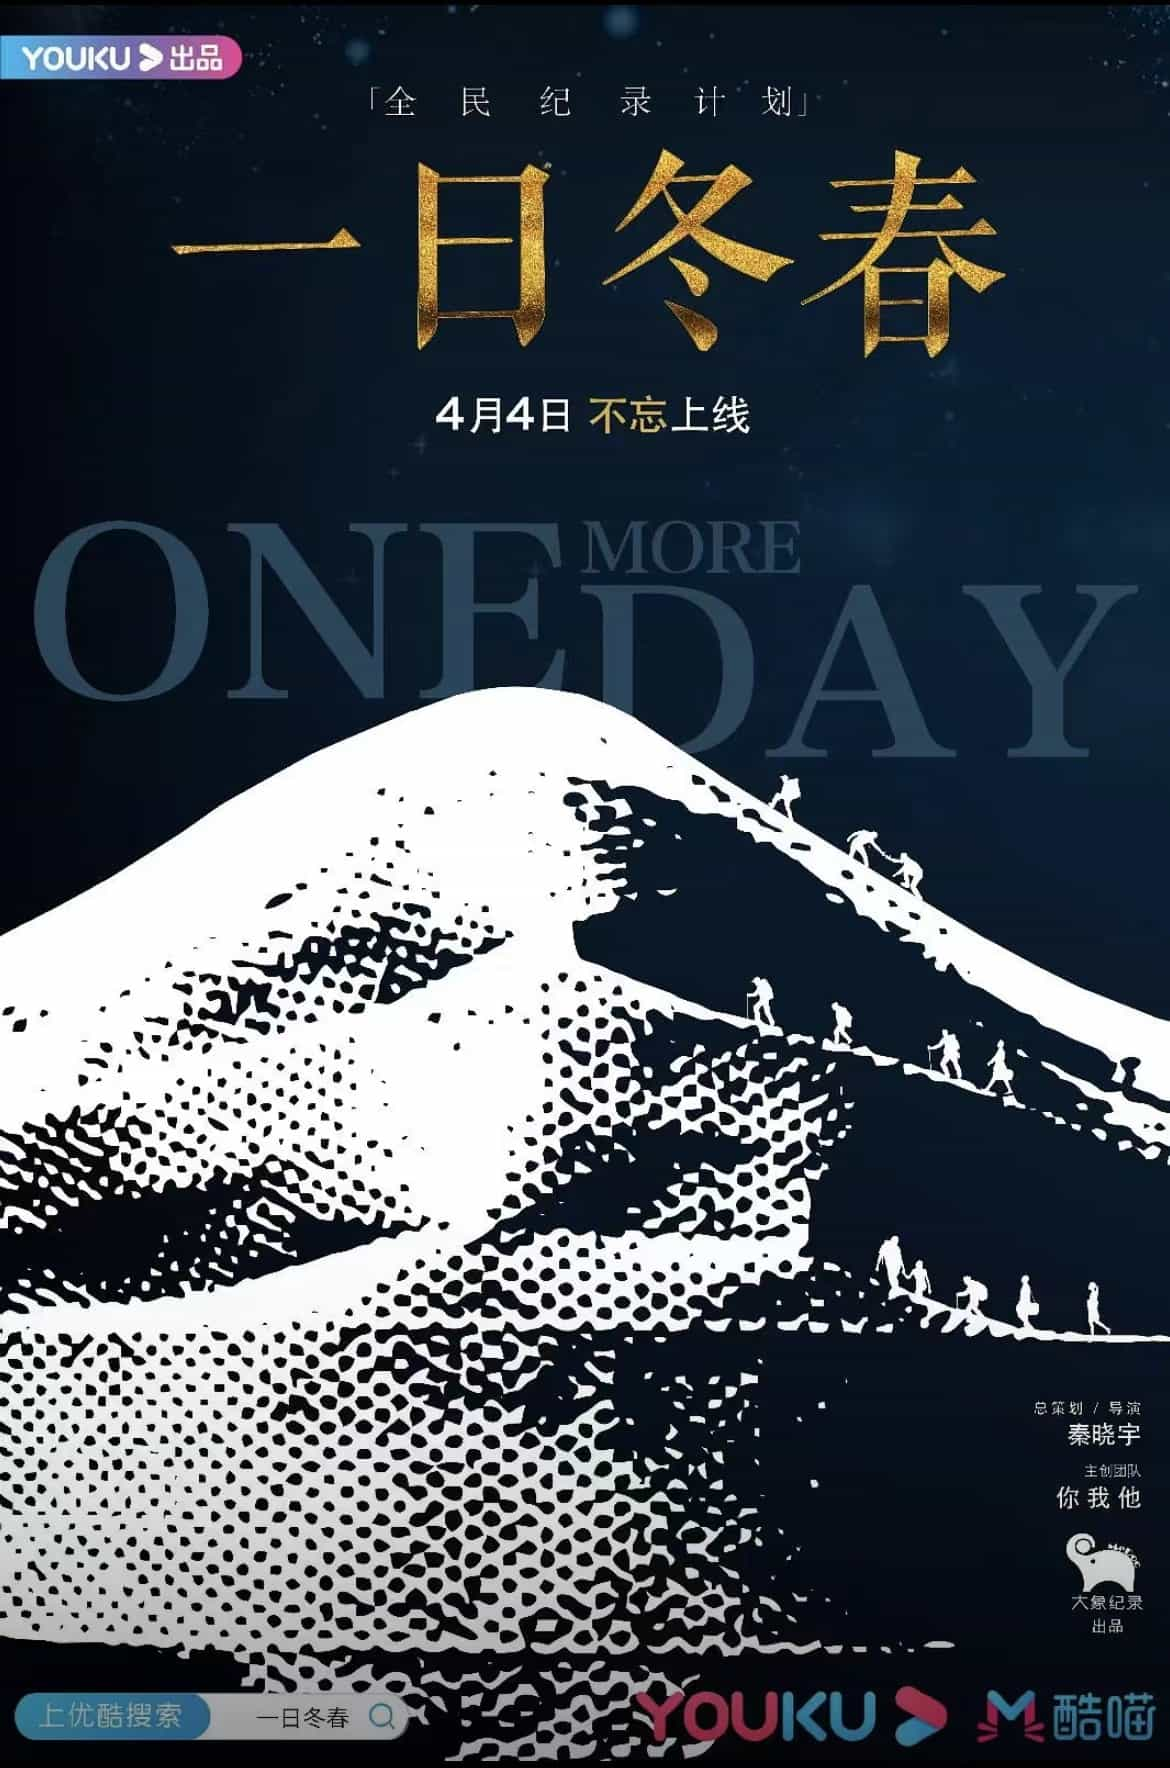 YOUKU 出品
「全民纪录计划」
一日冬春
4月4日 不忘上线
ONE MORE DAY
总策划 / 导演
秦晓宇
主创团队
你我他
大象纪录
出品
上优酷搜索 一日冬春
YOUKU 酷喵